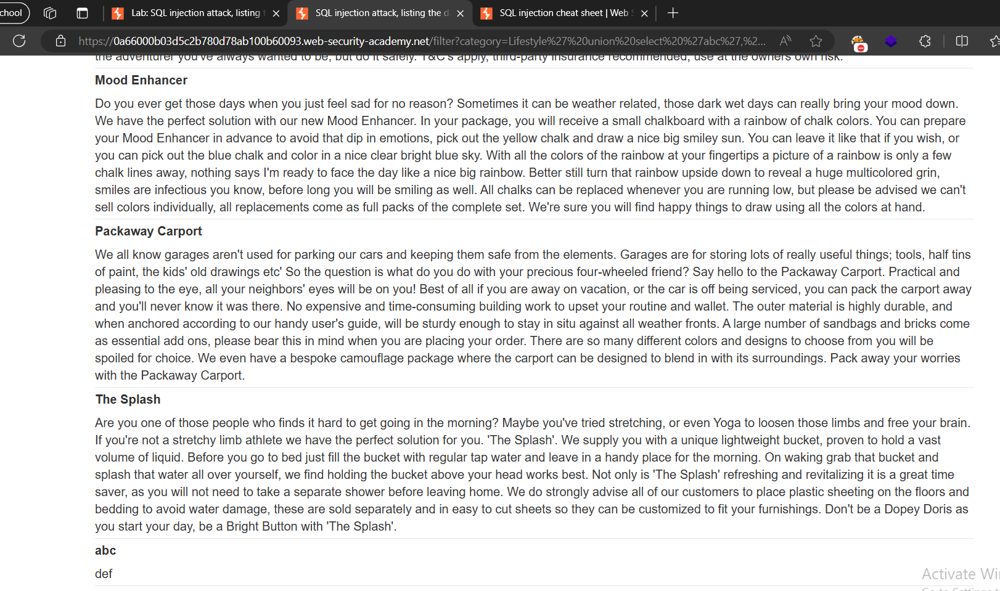 chool
Lab: SQL injection attack, listing
SQL injection attack, listing the d
SQL injection cheat sheet | Web
https://0a66000b03d5c2b780d78ab100b60093.web-security-academy.net/filter?category=Lifestyle%27%20union%20select%20%27abc%27,%2...
the adventurer you've always wanted to be, but do it safely. T&C's apply, third-party insurance recommended, use at the owners own risk.
Mood Enhancer
Do you ever get those days when you just feel sad for no reason? Sometimes it can be weather related, those dark wet days can really bring your mood down.
We have the perfect solution with our new Mood Enhancer. In your package, you will receive a small chalkboard with a rainbow of chalk colors. You can prepare
your Mood Enhancer in advance to avoid that dip in emotions, pick out the yellow chalk and draw a nice big smiley sun. You can leave it like that if you wish, or
you can pick out the blue chalk and color in a nice clear bright blue sky. With all the colors of the rainbow at your fingertips a picture of a rainbow is only a few
chalk lines away, nothing says I'm ready to face the day like a nice big rainbow. Better still turn that rainbow upside down to reveal a huge multicolored grin,
smiles are infectious you know, before long you will be smiling as well. All chalks can be replaced whenever you are running low, but please be advised we can't
sell colors individually, all replacements come as full packs of the complete set. We're sure you will find happy things to draw using all the colors at hand.
Packaway Carport
We all know garages aren't used for parking our cars and keeping them safe from the elements. Garages are for storing lots of really useful things; tools, half tins
of paint, the kids' old drawings etc' So the question is what do you do with your precious four-wheeled friend? Say hello to the Packaway Carport. Practical and
pleasing to the eye, all your neighbors' eyes will be on you! Best of all if you are away on vacation, or the car is off being serviced, you can pack the carport away
and you'll never know it was there. No expensive and time-consuming building work to upset your routine and wallet. The outer material is highly durable, and
when anchored according to our handy user's guide, will be sturdy enough to stay in situ against all weather fronts. A large number of sandbags and bricks come
as essential add ons, please bear this in mind when you are placing your order. There are so many different colors and designs to choose from you will be
spoiled for choice. We even have a bespoke camouflage package where the carport can be designed to blend in with its surroundings. Pack away your worries
with the Packaway Carport.
The Splash
Are you one of those people who finds it hard to get going in the morning? Maybe you've tried stretching, or even Yoga to loosen those limbs and free your brain.
If you're not a stretchy limb athlete we have the perfect solution for you. 'The Splash'. We supply you with a unique lightweight bucket, proven to hold a vast
volume of liquid. Before you go to bed just fill the bucket with regular tap water and leave in a handy place for the morning. On waking grab that bucket and
splash that water all over yourself, we find holding the bucket above your head works best. Not only is 'The Splash' refreshing and revitalizing it is a great time
saver, as you will not need to take a separate shower before leaving home. We do strongly advise all of our customers to place plastic sheeting on the floors and
bedding to avoid water damage, these are sold separately and in easy to cut sheets so they can be customized to fit your furnishings. Don't be a Dopey Doris as
you start your day, be a Bright Button with 'The Splash'.
abc
def
Activate Wi